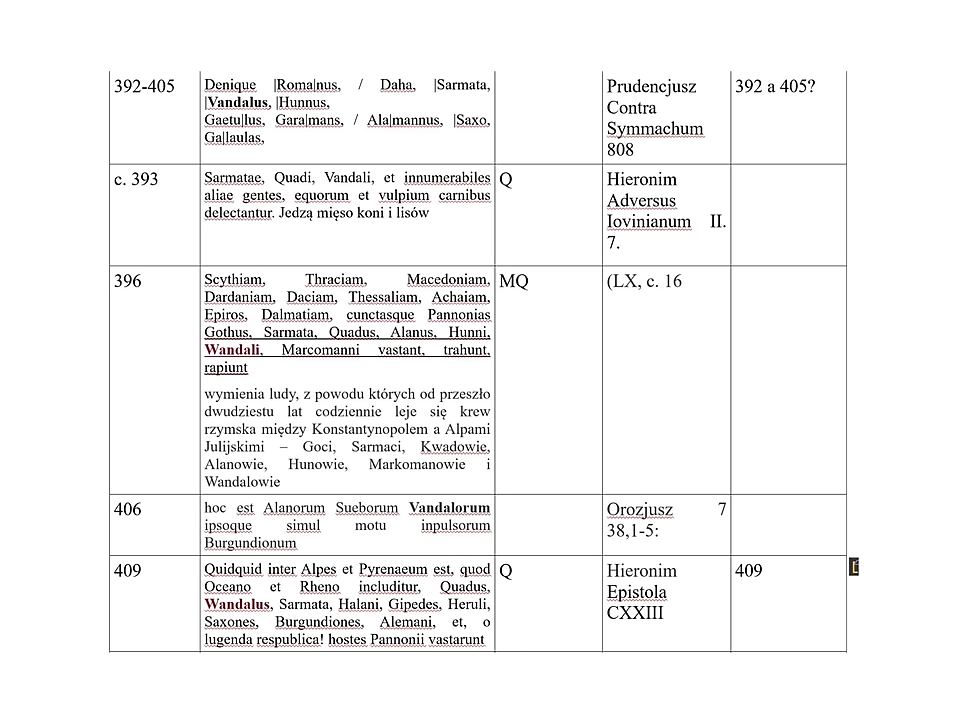 392-405
Denique |Roma|nus, / Daha, |Sarmata,
|Vandalus, |Hunnus,
Gaetu|lus, Gara|mans, / Ala|mannus, |Saxo,
Ga|laulas,
Prudencjusz
Contra
Symmachum
808
392 a 405?
c. 393
Sarmatae, Quadi, Vandali, et innumerabiles
aliae gentes, equorum et vulpium carnibus
delectantur. Jedzą mięso koni i lisów
Q
Hieronim
Adversus
Iovinianum II.
7.
396
Scythiam, Thraciam, Macedoniam,
Dardaniam, Daciam, Thessaliam, Achaiam,
Epiros, Dalmatiam, cunctasque Pannonias
Gothus, Sarmata, Quadus, Alanus, Hunni,
Wandali, Marcomanni vastant, trahunt,
rapiunt
wymienia ludy, z powodu których od przeszło
dwudziestu lat codziennie leje się krew
rzymska między Konstantynopolem a Alpami
Julijskimi – Goci, Sarmaci, Kwadowie,
Alanowie, Hunowie, Markomanowie i
Wandalowie
MQ
(LX, c. 16
406
hoc est Alanorum Sueborum Vandalorum
ipsoque simul motu inpulsorum
Burgundionum
Orozjusz 7
38,1-5:
409
Quidquid inter Alpes et Pyrenaeum est, quod
Oceano et Rheno includitur, Quadus,
Wandalus, Sarmata, Halani, Gipedes, Heruli,
Saxones, Burgundiones, Alemani, et, o
lugenda respublica! hostes Pannonii vastarunt
Q
Hieronim
Epistola
CXXIII
409